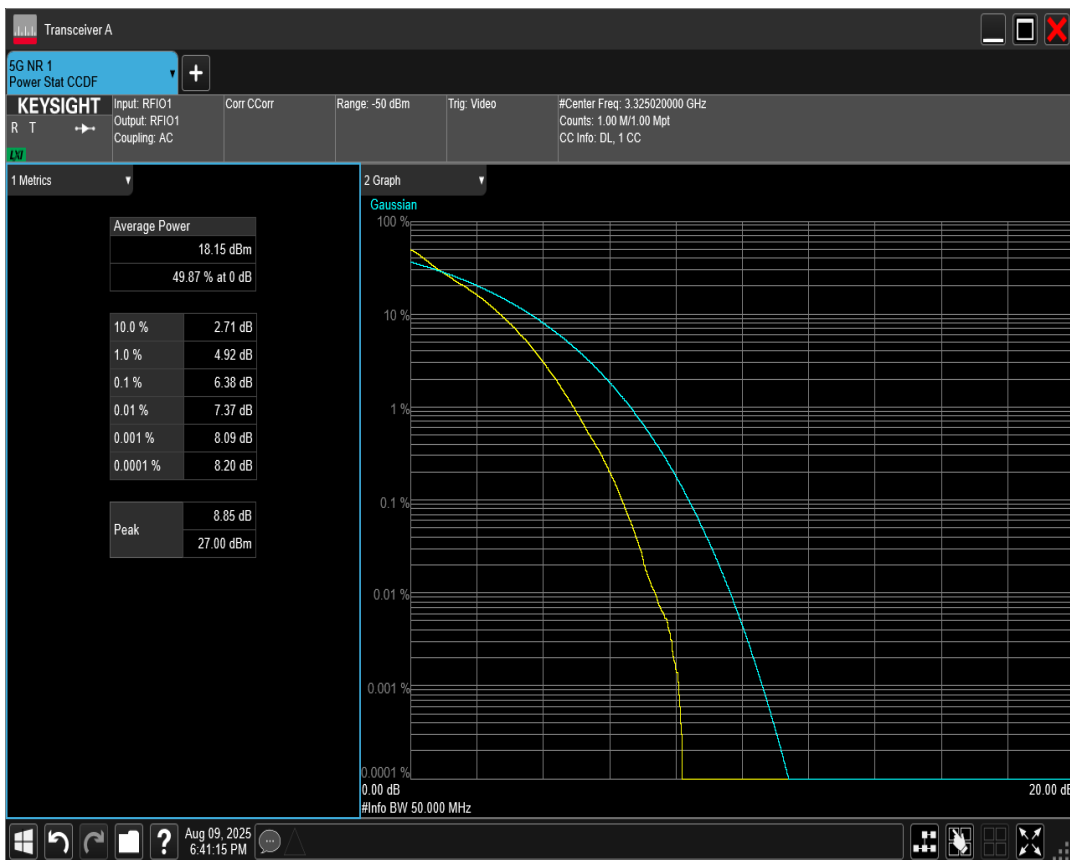 Transceiver A
5G NR 1
Power Stat CCDF
KEYSIGHT
R T
LXI
Input: RFIO1
Output: RFIO1
Coupling: AC
Corr CCorr
Range: -50 dBm
Trig: Video
#Center Freq: 3.325020000 GHz
Counts: 1.00 M/1.00 Mpt
CC Info: DL, 1 CC
1 Metrics
Average Power
18.15 dBm
49.87 % at 0 dB
10.0 % 2.71 dB
1.0 % 4.92 dB
0.1 % 6.38 dB
0.01 % 7.37 dB
0.001 % 8.09 dB
0.0001 % 8.20 dB
Peak
8.85 dB
27.00 dBm
2 Graph
Gaussian
100 %
10 %
1 %
0.1 %
0.01 %
0.001 %
0.0001 %
0.00 dB
20.00 dB
#Info BW 50.000 MHz
?
Aug 09, 2025
6:41:15 PM